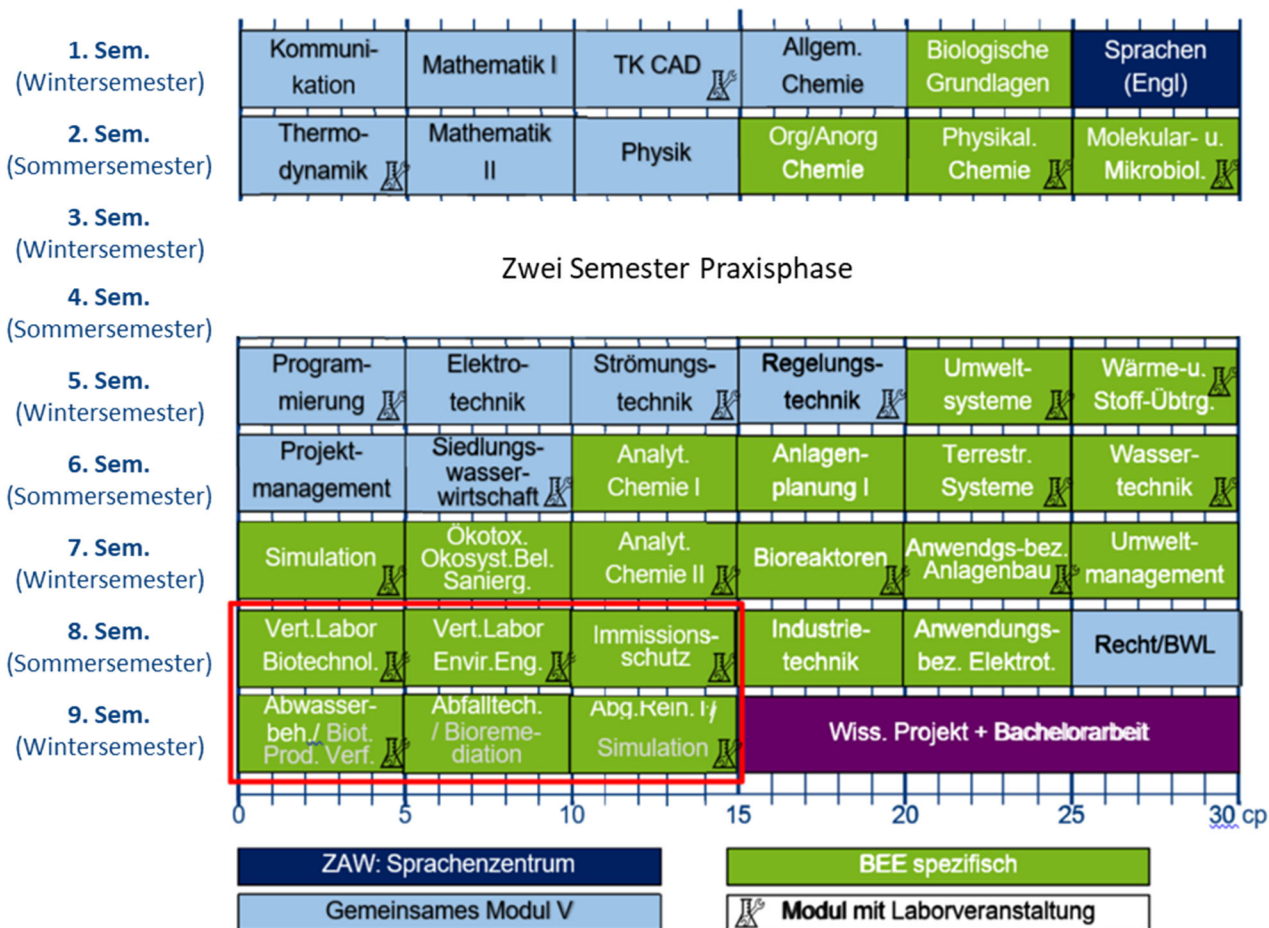 1. Sem.
(Wintersemester)
Kommuni-
kation
Mathematik I
TK CAD
Allgem.
Chemie
Biologische
Grundlagen
Sprachen
(Engl)
2. Sem.
(Sommersemester)
Thermo-
dynamik
Mathematik
II
Physik
Org/Anorg
Chemie
Physikal.
Chemie
Molekular- u.
Mikrobiol.
3. Sem.
(Wintersemester)
Zwei Semester Praxisphase
4. Sem.
(Sommersemester)
5. Sem.
(Wintersemester)
Program-
mierung
Elektro-
technik
Strömungs-
technik
Regelungs-
technik
Umwelt-
systeme
Wärme-u.
Stoff-Übtrg.
6. Sem.
(Sommersemester)
Projekt-
management
Siedlungs-
wasser-
wirtschaft
Analyt.
Chemie I
Anlagen-
planung I
Terrestr.
Systeme
Wasser-
technik
7. Sem.
(Wintersemester)
Simulation
Ökotox.
Okosyst.Bel.
Sanierg.
Analyt.
Chemie II
Bioreaktoren
Anwendgs-bez.
Anlagenbau
Umwelt-
management
8. Sem.
(Sommersemester)
Vert.Labor
Biotechnol.
Vert.Labor
Envir.Eng.
Immissions-
schutz
Industrie-
technik
Anwendungs-
bez. Elektrot.
Recht/BWL
9. Sem.
(Wintersemester)
Abwasser-
beh./ Biot.
Prod. Verf.
Abfalltech.
/ Bioreme-
diation
Abg.Rein. I /
Simulation
Wiss. Projekt + Bachelorarbeit
0 5 10 15 20 25 30 cp
ZAW: Sprachenzentrum
BEE spezifisch
Gemeinsames Modul V
Modul mit Laborveranstaltung